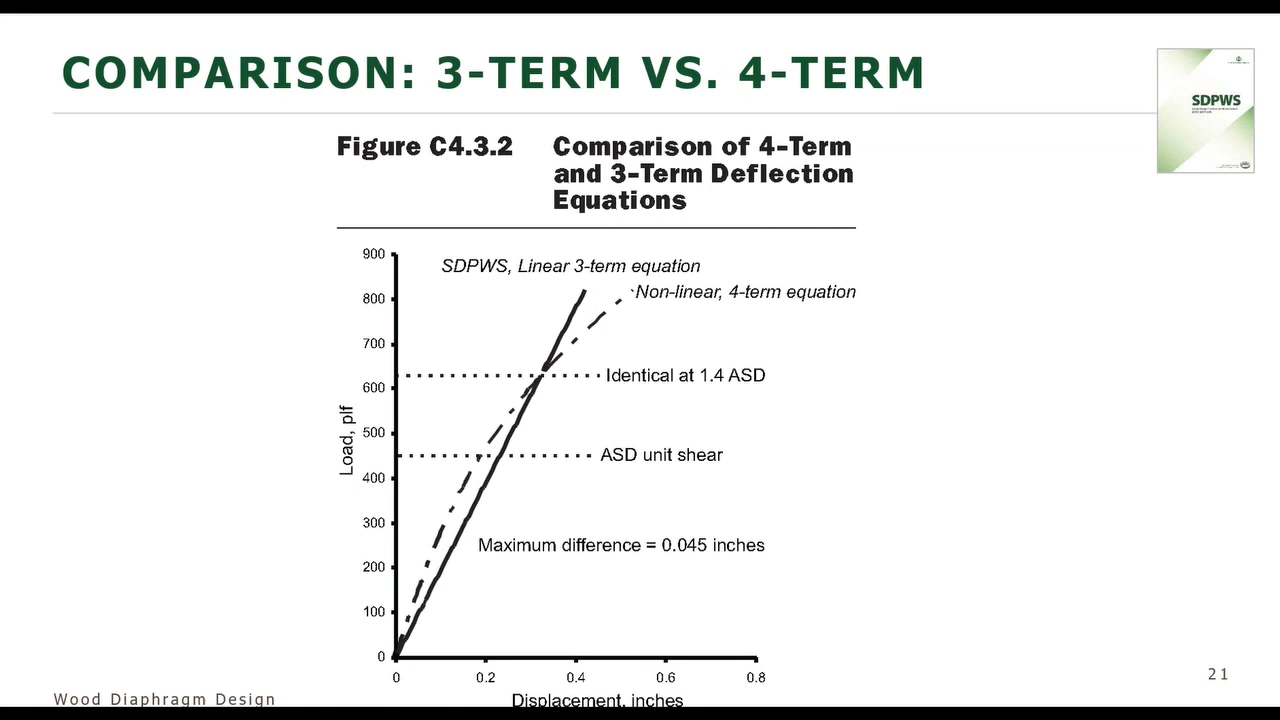 COMPARISON: 3-TERM VS. 4-TERM
SDPWS
Figure C4.3.2 Comparison of 4-Term
and 3-Term Deflection
Equations
900
SDPWS, Linear 3-term equation
Non-linear, 4-term equation
800
700
Identical at 1.4 ASD
600
500
ASD unit shear
Load, plf
400
300
Maximum difference = 0.045 inches
200
100
0
0 0.2 0.4 0.6 0.8
Displacement, inches
21
Wood Diaphragm Design